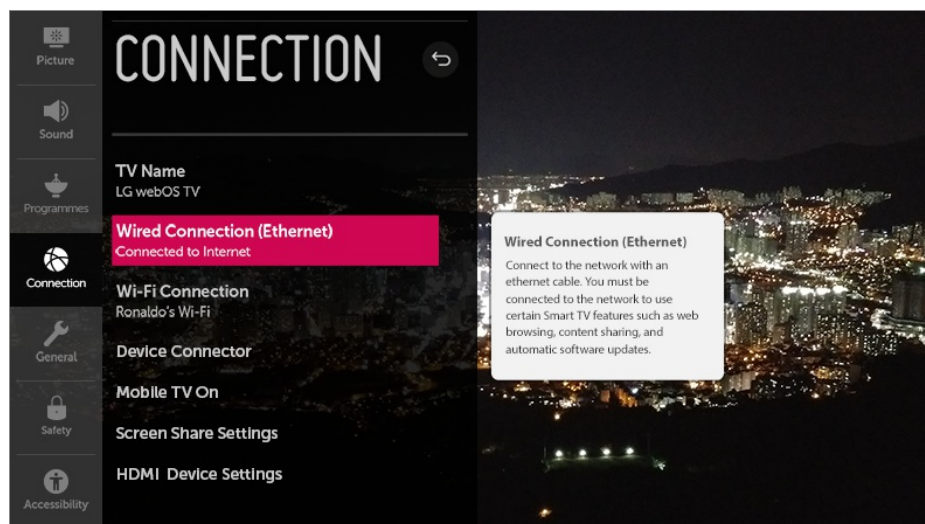 Picture
Sound
Programmes
Connection
General
Safety
Accessibility
CONNECTION
TV Name
LG webOS TV
Wired Connection (Ethernet)
Connected to Internet
Wi-Fi Connection
Ronaldo's Wi-Fi
Device Connector
Mobile TV On
Screen Share Settings
HDMI Device Settings
Wired Connection (Ethernet)
Connect to the network with an
ethernet cable. You must be
connected to the network to use
certain Smart TV features such as web
browsing, content sharing, and
automatic software updates.